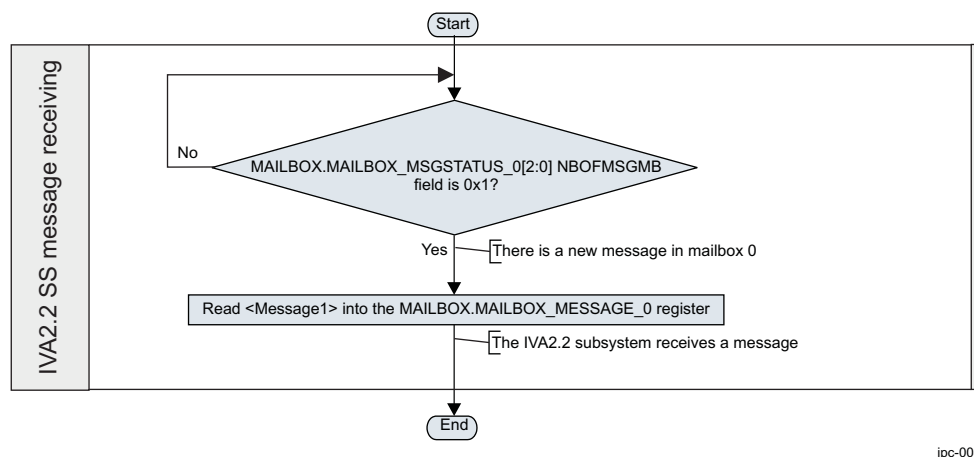 Start
IVA2.2 SS message receiving
No
MAILBOX.MAILBOX_MSGSTATUS_0[2:0] NBOFMSGMB
field is 0x1?
Yes
There is a new message in mailbox 0
Read <Message1> into the MAILBOX.MAILBOX_MESSAGE_0 register
The IVA2.2 subsystem receives a message
End
ipc-00